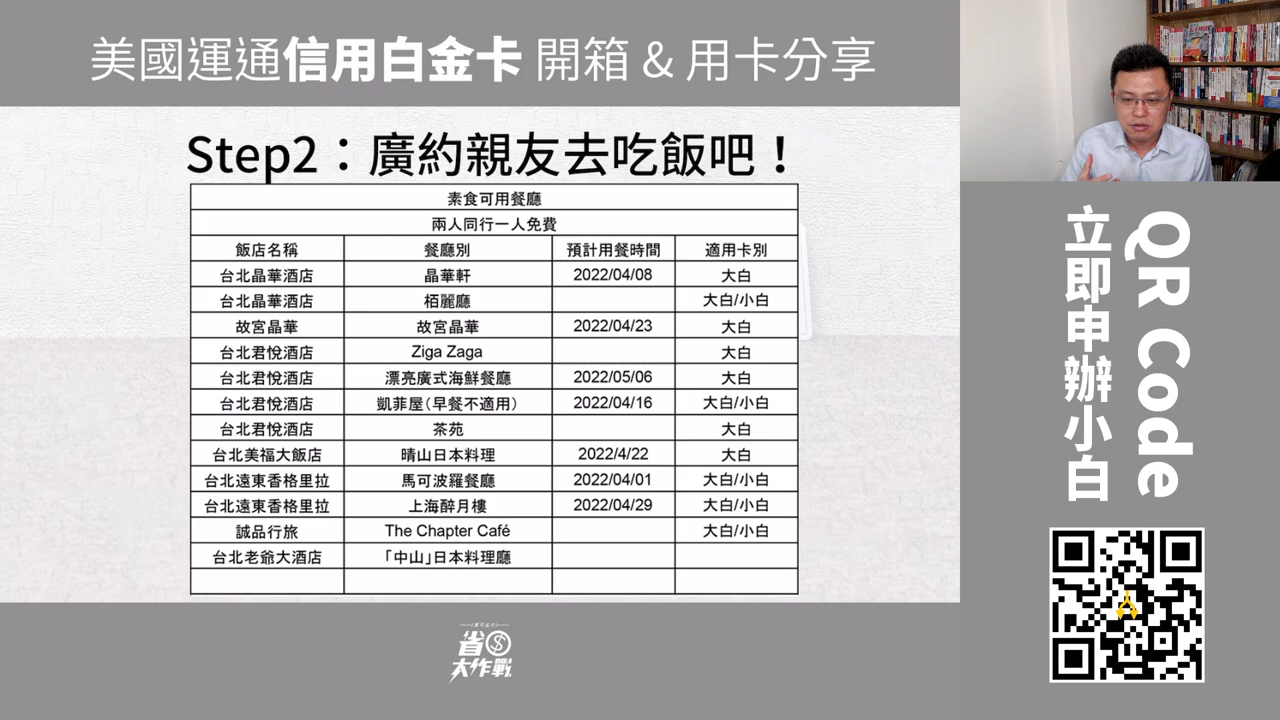 美國運通信用白金卡 開箱 & 用卡分享
Step2：廣約親友去吃飯吧！
素食可用餐廳
兩人同行一人免費
飯店名稱 餐廳別 預計用餐時間 適用卡別
台北晶華酒店 晶華軒 2022/04/08 大白
台北晶華酒店 栢麗廳 大白/小白
故宮晶華 故宮晶華 2022/04/23 大白
台北君悅酒店 Ziga Zaga 大白
台北君悅酒店 漂亮廣式海鮮餐廳 2022/05/06 大白
台北君悅酒店 凱菲屋（早餐不適用） 2022/04/16 大白/小白
台北君悅酒店 茶苑 大白
台北美福大飯店 晴山日本料理 2022/4/22 大白
台北遠東香格里拉 馬可波羅餐廳 2022/04/01 大白/小白
台北遠東香格里拉 上海醉月樓 2022/04/29 大白/小白
誠品行旅 The Chapter Café 大白/小白
台北老爺大酒店 「中山」日本料理廳
QR Code
立即申辦小白
省$
大作戰